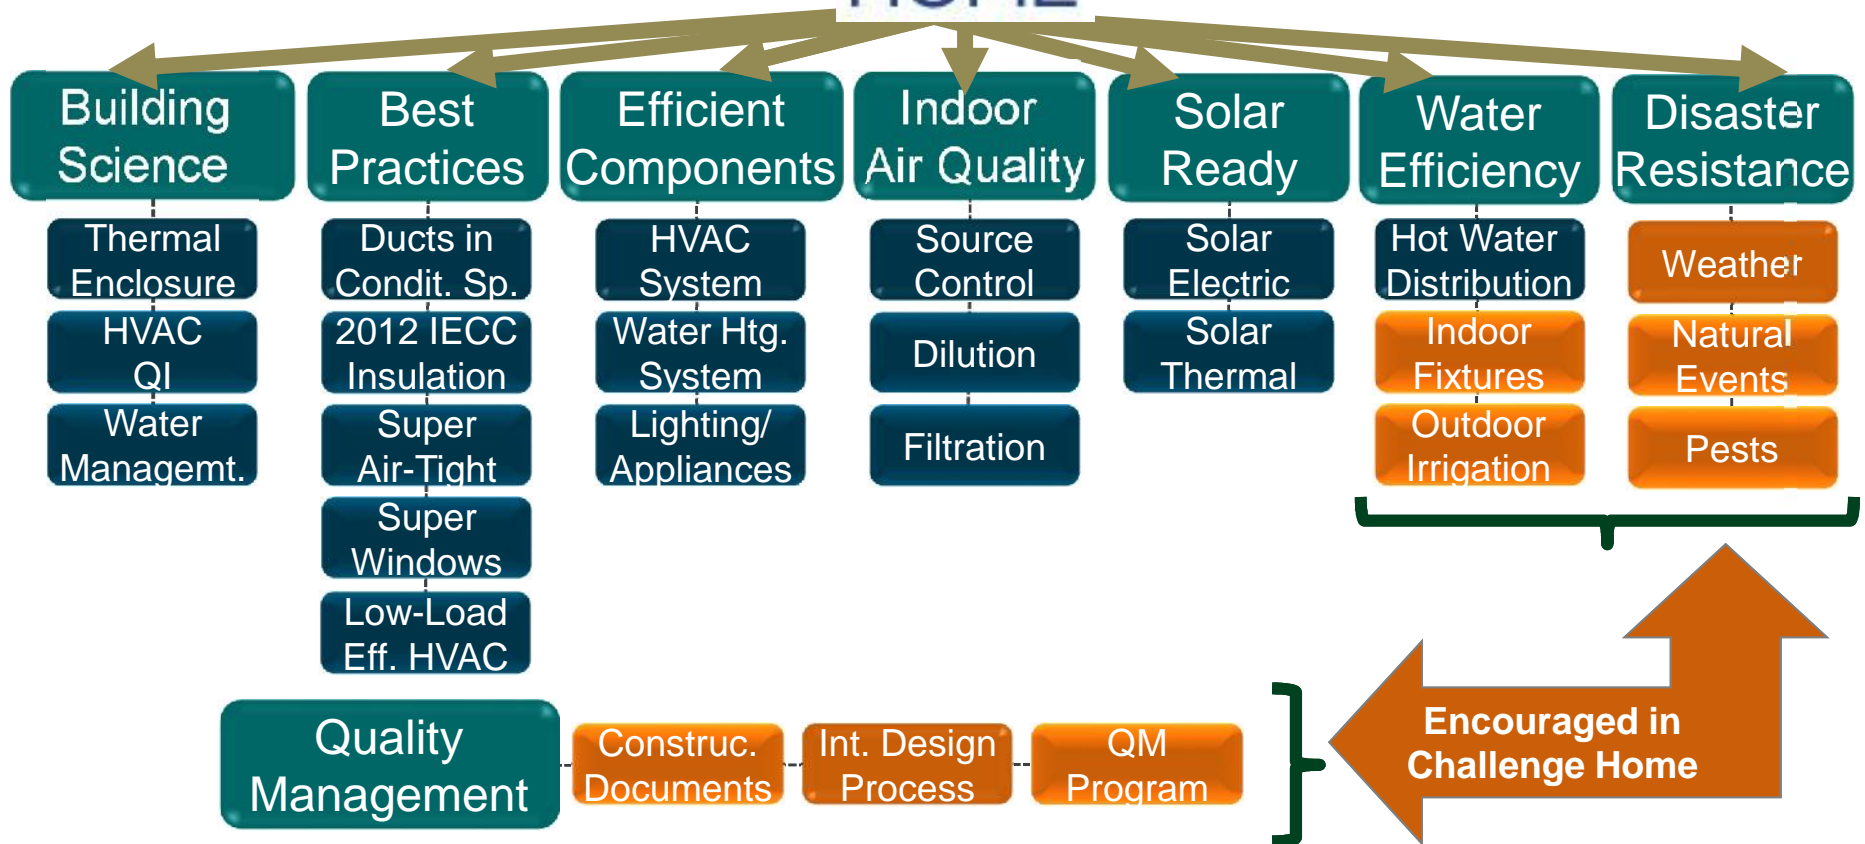 HOME
Building
Science
Best
Practices
Efficient
Components
Indoor
Air Quality
Solar
Ready
Water
Efficiency
Disaster
Resistance
Thermal
Enclosure
HVAC
QI
Water
Managemt.
Ducts in
Condit. Sp.
2012 IECC
Insulation
Super
Air-Tight
Super
Windows
Low-Load
Eff. HVAC
HVAC
System
Water Htg.
System
Lighting/
Appliances
Source
Control
Dilution
Filtration
Solar
Electric
Solar
Thermal
Hot Water
Distribution
Indoor
Fixtures
Outdoor
Irrigation
Weather
Natural
Events
Pests
Quality
Management
Construc.
Documents
Int. Design
Process
QM
Program
Encouraged in
Challenge Home